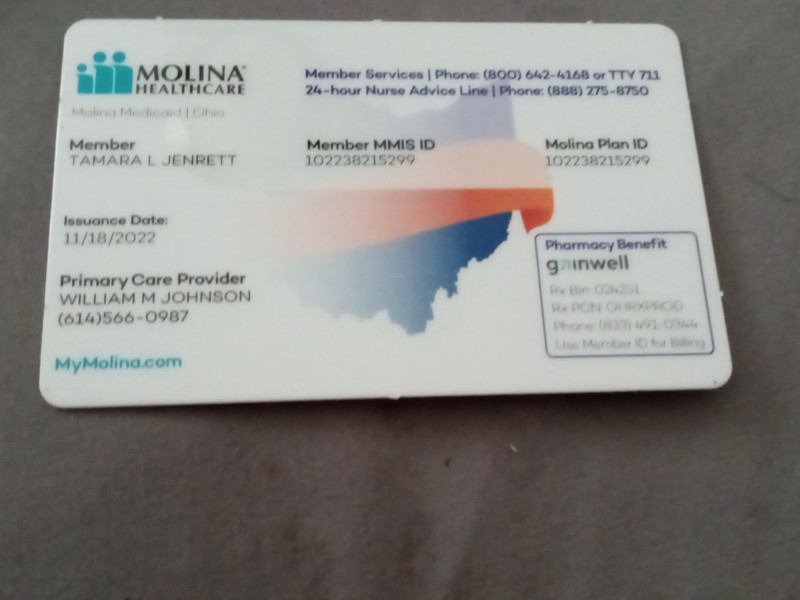 MOLINA
HEALTHCARE
Molina Medicaid | Ohio
Member Services | Phone: (800) 642-4168 or TTY 711
24-hour Nurse Advice Line | Phone: (888) 275-8750
Member
TAMARA L JENRETT
Member MMIS ID
102238215299
Molina Plan ID
102238215299
Issuance Date:
11/18/2022
Primary Care Provider
WILLIAM M JOHNSON
(614)566-0987
MyMolina.com
Pharmacy Benefit
gainwell
Rx Bin: 024251
Rx PCN: OHRXPROD
Phone: (833) 491-0344
Use Member ID for Billing